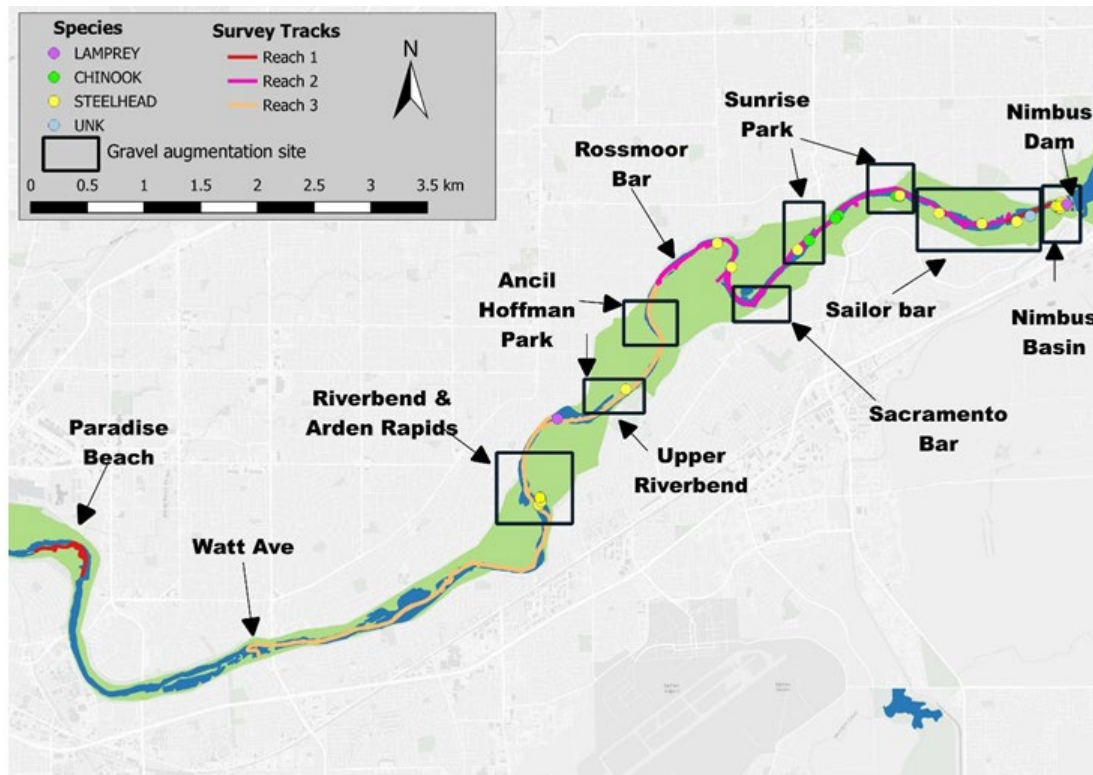 Species
LAMPREY
CHINOOK
STEELHEAD
UNK
Survey Tracks
Reach 1
Reach 2
Reach 3
N
Gravel augmentation site
0 0.5 1 1.5 2 2.5 3 3.5 km
Sunrise
Park
Nimbus
Dam
Rossmoor
Bar
Ancil
Hoffman
Park
Sailor bar
Nimbus
Basin
Riverbend &
Arden Rapids
Sacramento
Bar
Paradise
Beach
Upper
Riverbend
Watt Ave